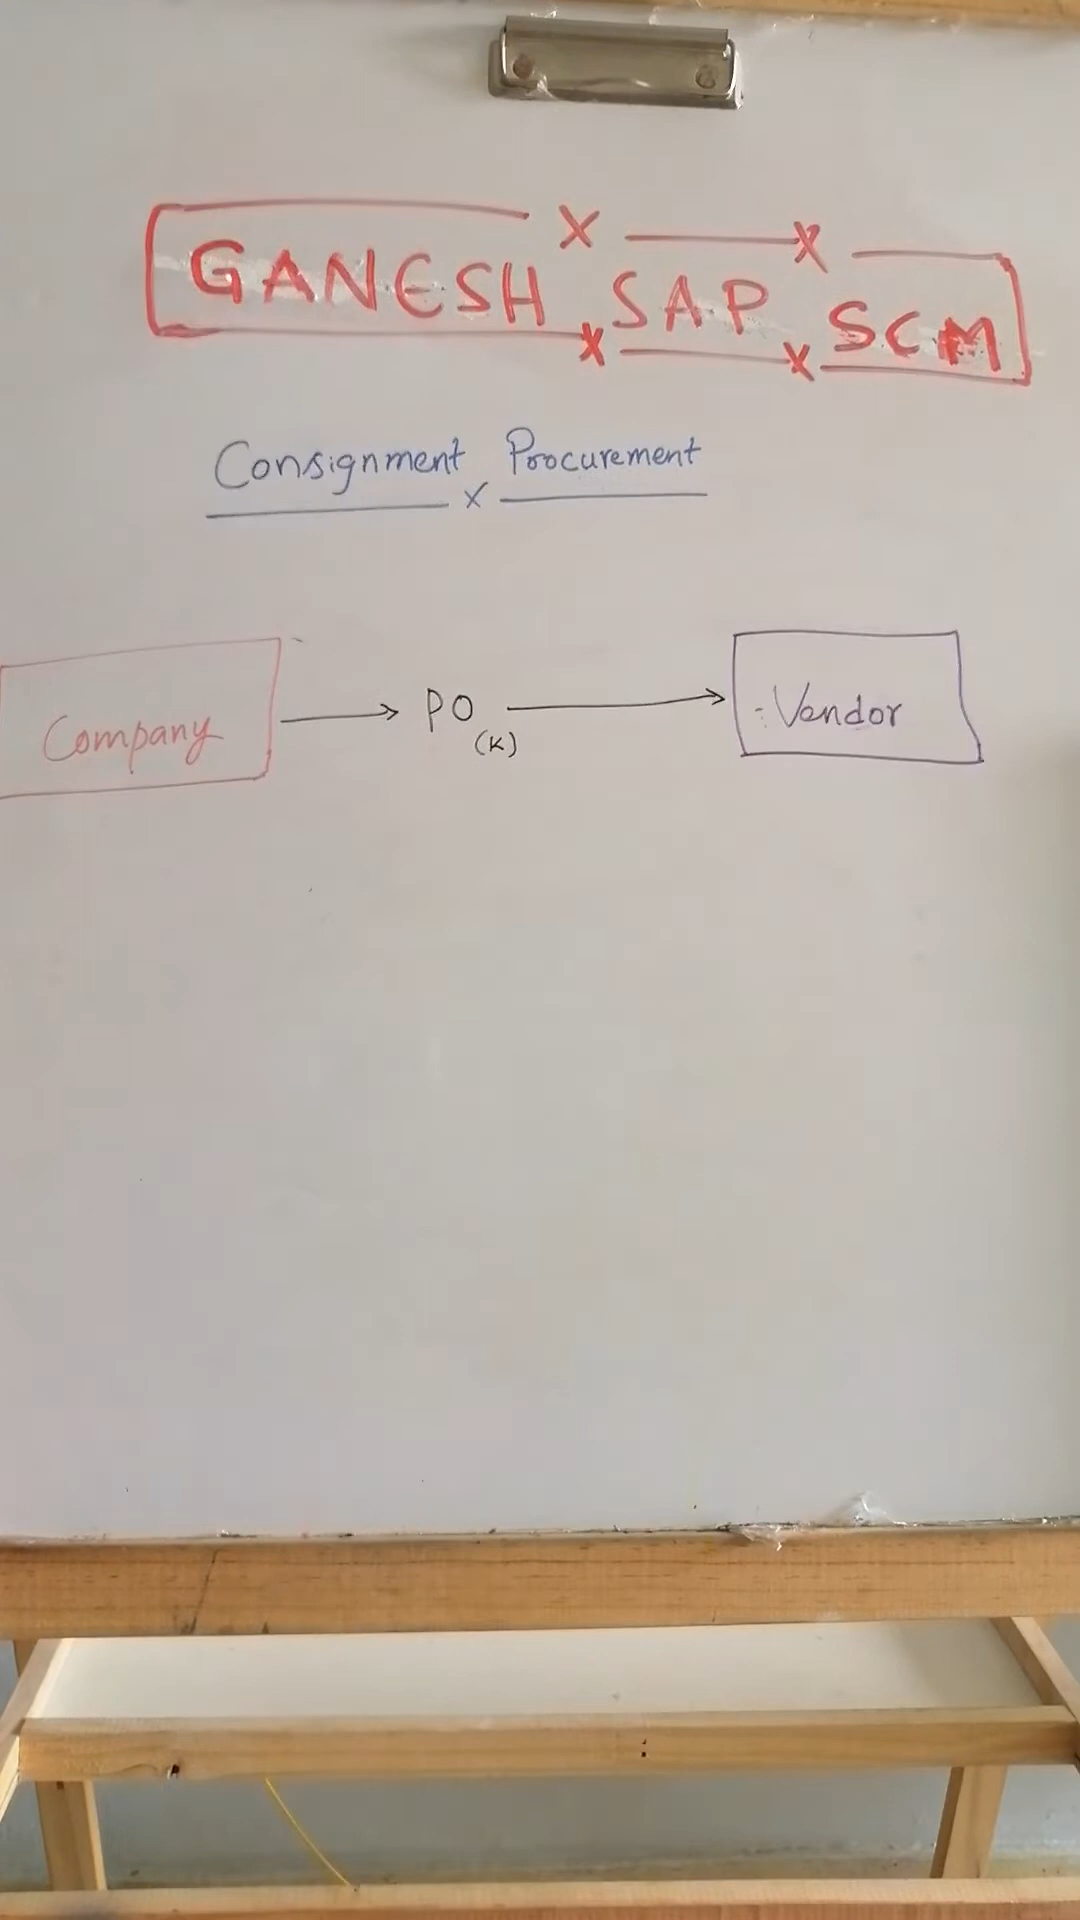 GANESH SAP SCM
Consignment Procurement
Company
PO
(K)
Vendor